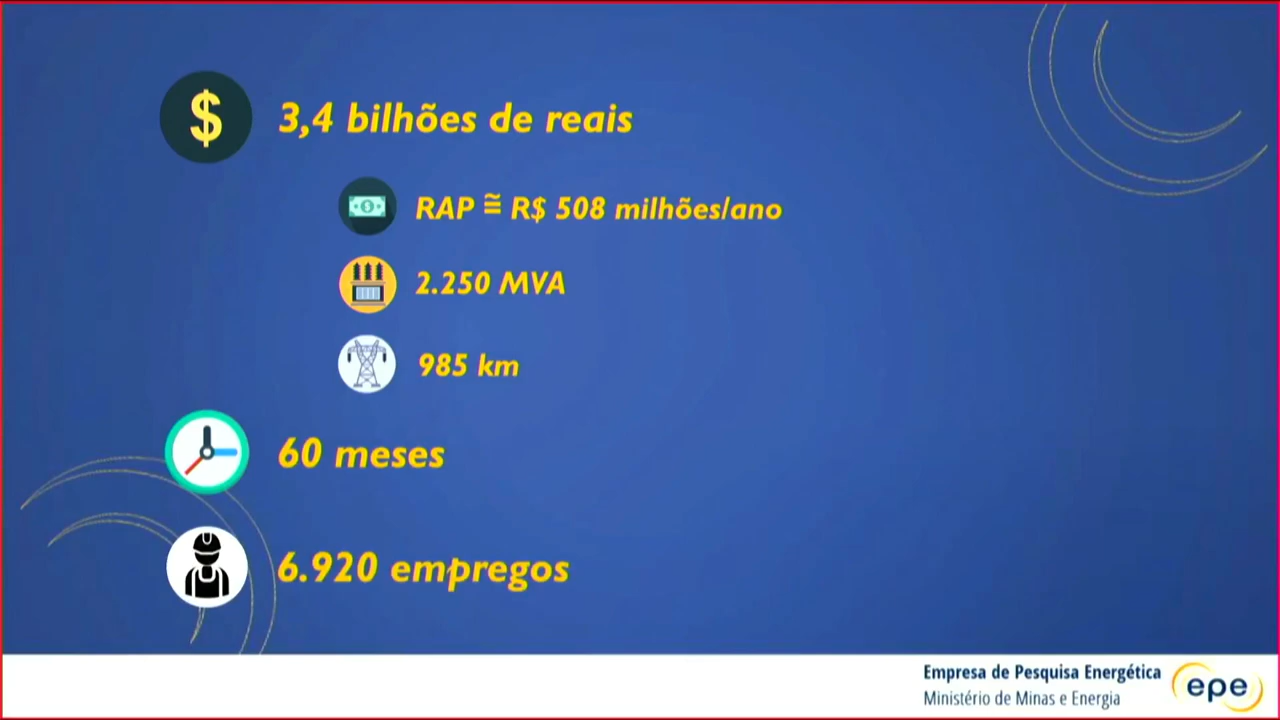 $
3,4 bilhões de reais
RAP ≅ R$ 508 milhões/ano
2.250 MVA
985 km
60 meses
6.920 empregos
Empresa de Pesquisa Energética
Ministério de Minas e Energia
epe